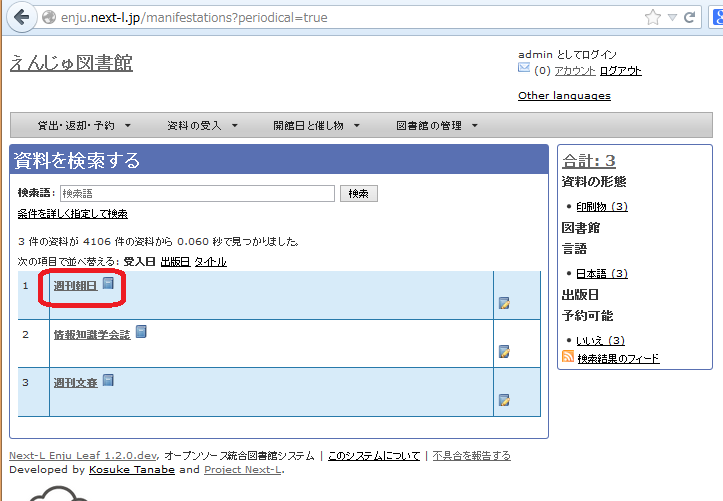 enju.next-l.jp/manifestations?periodical=true
えんじゅ図書館
admin としてログイン
(0) アカウント ログアウト
Other languages
貸出・返却・予約 ▼ 資料の受入 ▼ 開館日と催し物 ▼ 図書館の管理 ▼
資料を検索する
検索語: 検索語 検索
条件を詳しく指定して検索
3 件の資料が 4106 件の資料から 0.060 秒で見つかりました。
次の項目で並べ替える: 受入日 出版日 タイトル
1 週刊朝日
2 情報知識学会誌
3 週刊文春
合計: 3
資料の形態
• 印刷物 (3)
図書館
言語
• 日本語 (3)
出版日
予約可能
• いいえ (3)
検索結果のフィード
Next-L Enju Leaf 1.2.0.dev, オープンソース統合図書館システム | このシステムについて | 不具合を報告する
Developed by Kosuke Tanabe and Project Next-L.